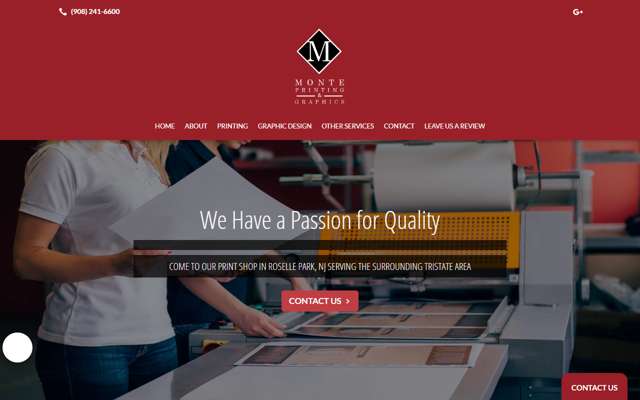 (908) 241-6600
G+
M
MONTE
PRINTING
&
GRAPHICS
HOME ABOUT PRINTING GRAPHIC DESIGN OTHER SERVICES CONTACT LEAVE US A REVIEW
We Have a Passion for Quality
COME TO OUR PRINT SHOP IN ROSELLE PARK, NJ SERVING THE SURROUNDING TRISTATE AREA
CONTACT US >
CONTACT US